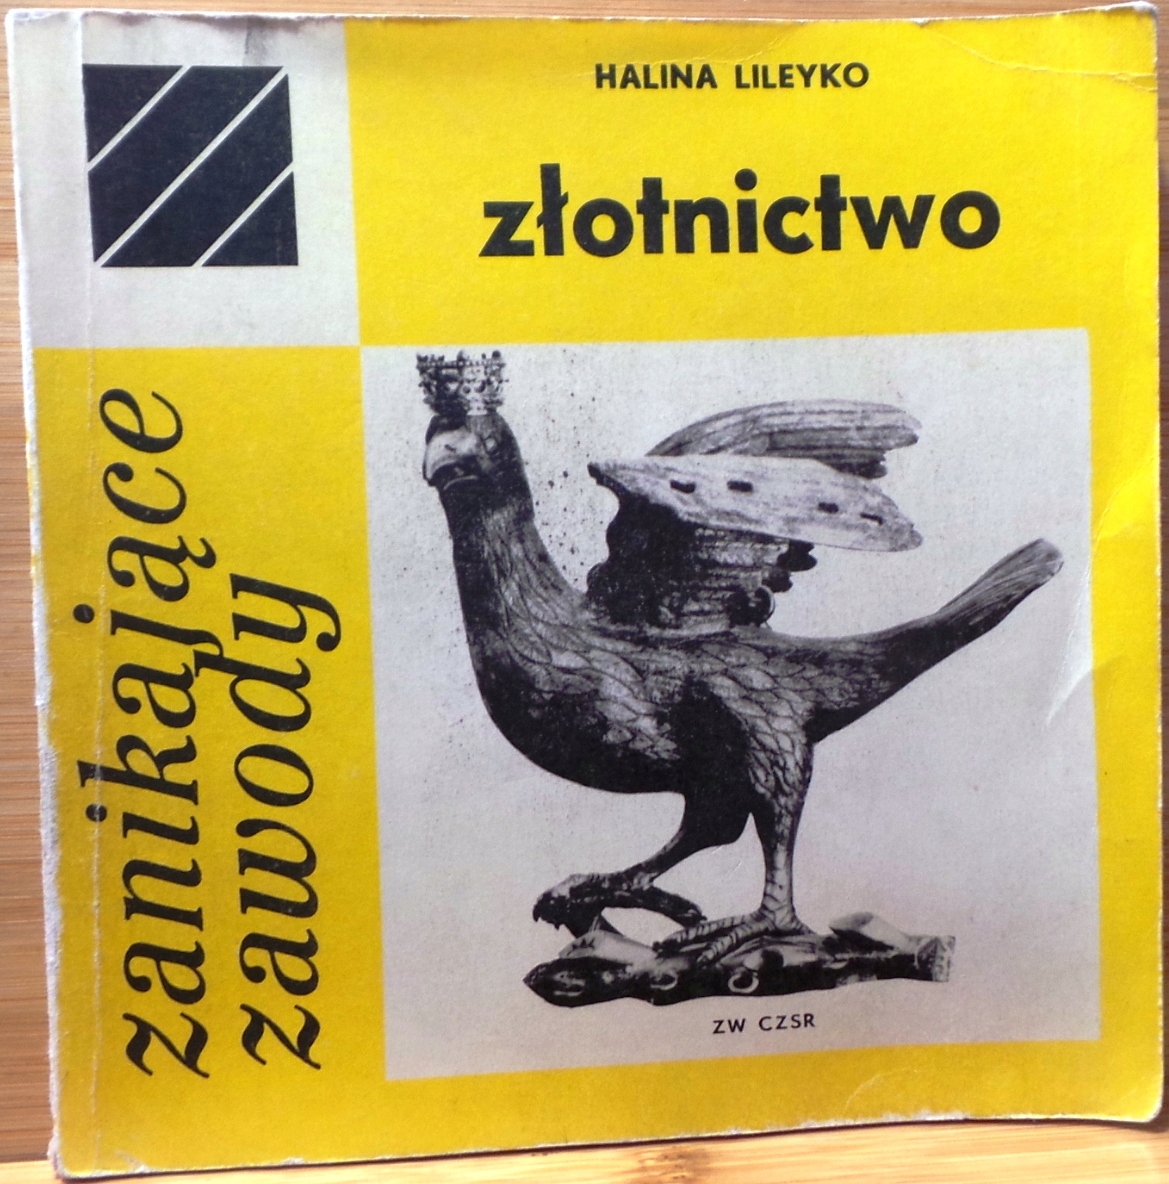 HALINA LILEYKO
złotnictwo
zanikające
zawody
ZW CZSR